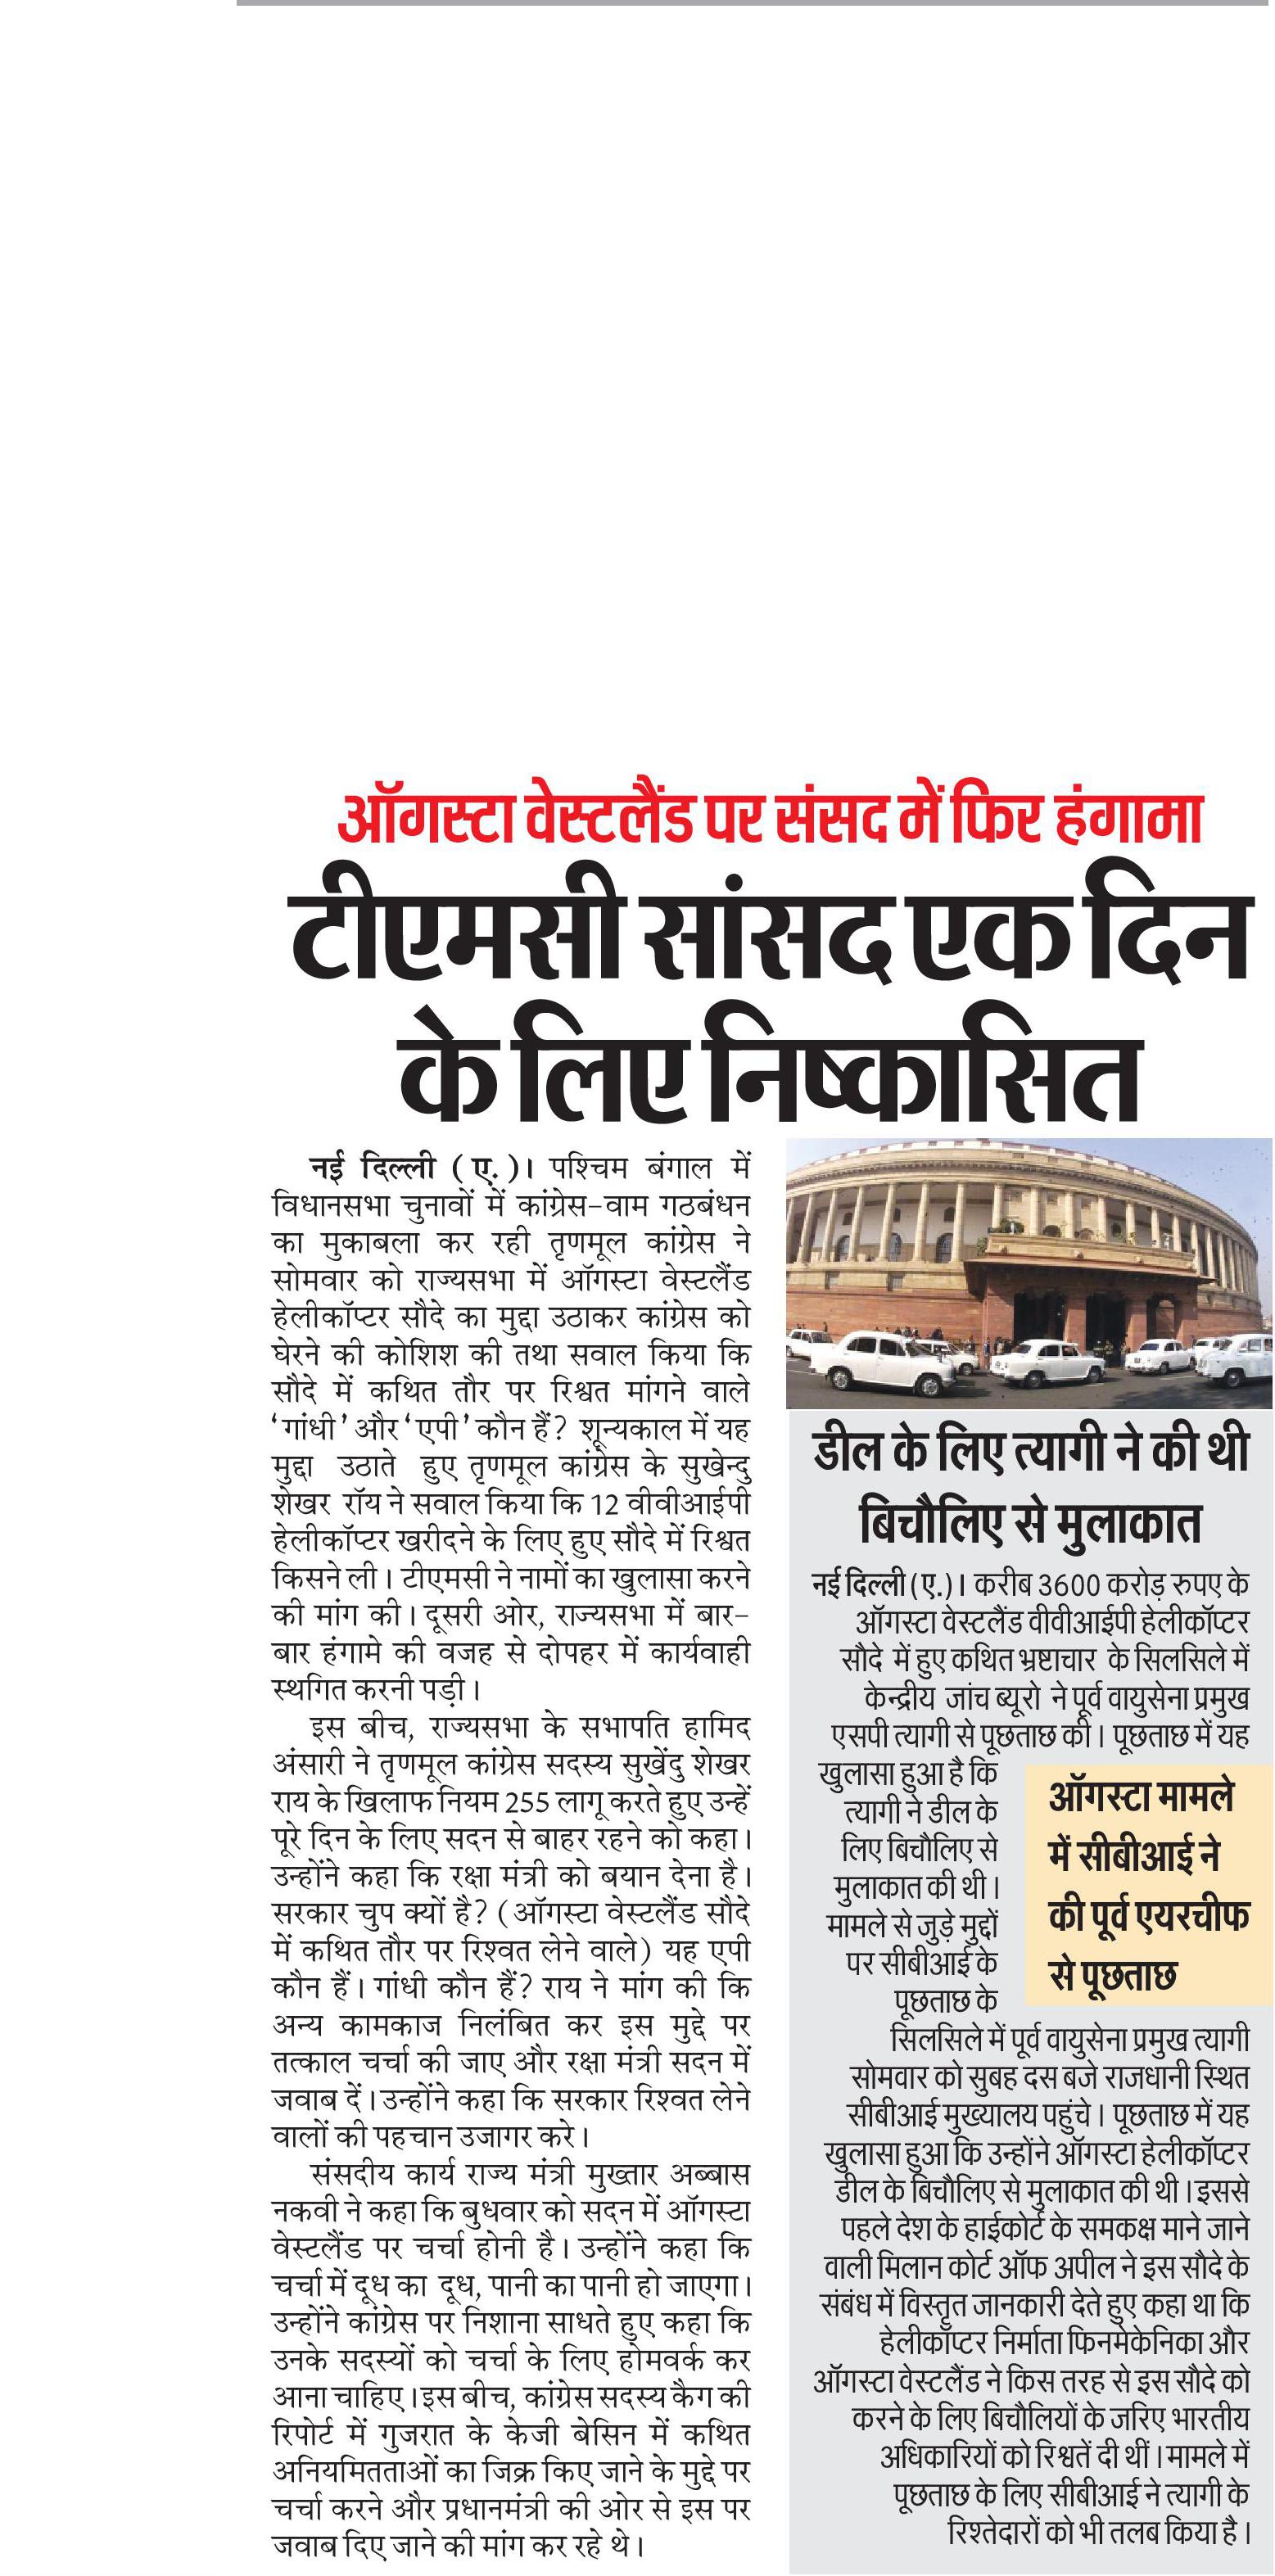 ऑगस्टा वेस्टलैंड पर संसद में फिर हंगामा
टीएमसी सांसद एक दिन
के लिए निष्कासित
नई दिल्ली (ए.)। पश्चिम बंगाल में
विधानसभा चुनावों में कांग्रेस-वाम गठबंधन
का मुकाबला कर रही तृणमूल कांग्रेस ने
सोमवार को राज्यसभा में ऑगस्टा वेस्टलैंड
हेलीकॉप्टर सौदे का मुद्दा उठाकर कांग्रेस को
घेरने की कोशिश की तथा सवाल किया कि
सौदे में कथित तौर पर रिश्वत मांगने वाले
‘गांधी’ और ‘एपी’ कौन हैं? शून्यकाल में यह
मुद्दा उठाते हुए तृणमूल कांग्रेस के सुखेन्दु
शेखर रॉय ने सवाल किया कि 12 वीवीआईपी
हेलीकॉप्टर खरीदने के लिए हुए सौदे में रिश्वत
किसने ली। टीएमसी ने नामों का खुलासा करने
की मांग की। दूसरी ओर, राज्यसभा में बार-
बार हंगामे की वजह से दोपहर में कार्यवाही
स्थगित करनी पड़ी।
इस बीच, राज्यसभा के सभापति हामिद
अंसारी ने तृणमूल कांग्रेस सदस्य सुखेंदु शेखर
राय के खिलाफ नियम 255 लागू करते हुए उन्हें
पूरे दिन के लिए सदन से बाहर रहने को कहा।
उन्होंने कहा कि रक्षा मंत्री को बयान देना है।
सरकार चुप क्यों है? (ऑगस्टा वेस्टलैंड सौदे
में कथित तौर पर रिश्वत लेने वाले) यह एपी
कौन हैं। गांधी कौन हैं? राय ने मांग की कि
अन्य कामकाज निलंबित कर इस मुद्दे पर
तत्काल चर्चा की जाए और रक्षा मंत्री सदन में
जवाब दें। उन्होंने कहा कि सरकार रिश्वत लेने
वालों की पहचान उजागर करे।
संसदीय कार्य राज्य मंत्री मुख्तार अब्बास
नकवी ने कहा कि बुधवार को सदन में ऑगस्टा
वेस्टलैंड पर चर्चा होनी है। उन्होंने कहा कि
चर्चा में दूध का दूध, पानी का पानी हो जाएगा।
उन्होंने कांग्रेस पर निशाना साधते हुए कहा कि
उनके सदस्यों को चर्चा के लिए होमवर्क कर
आना चाहिए। इस बीच, कांग्रेस सदस्य कैग की
रिपोर्ट में गुजरात के केजी बेसिन में कथित
अनियमितताओं का जिक्र किए जाने के मुद्दे पर
चर्चा करने और प्रधानमंत्री की ओर से इस पर
जवाब दिए जाने की मांग कर रहे थे।
डील के लिए त्यागी ने की थी
बिचौलिए से मुलाकात
नई दिल्ली (ए.)। करीब 3600 करोड़ रुपए के
ऑगस्टा वेस्टलैंड वीवीआईपी हेलीकॉप्टर
सौदे में हुए कथित भ्रष्टाचार के सिलसिले में
केन्द्रीय जांच ब्यूरो ने पूर्व वायुसेना प्रमुख
एसपी त्यागी से पूछताछ की। पूछताछ में यह
खुलासा हुआ है कि
त्यागी ने डील के
लिए बिचौलिए से
मुलाकात की थी।
मामले से जुड़े मुद्दों
पर सीबीआई के
पूछताछ के
सिलसिले में पूर्व वायुसेना प्रमुख त्यागी
सोमवार को सुबह दस बजे राजधानी स्थित
सीबीआई मुख्यालय पहुंचे। पूछताछ में यह
खुलासा हुआ कि उन्होंने ऑगस्टा हेलीकॉप्टर
डील के बिचौलिए से मुलाकात की थी। इससे
पहले देश के हाईकोर्ट के समकक्ष माने जाने
वाली मिलान कोर्ट ऑफ अपील ने इस सौदे के
संबंध में विस्तृत जानकारी देते हुए कहा था कि
हेलीकॉप्टर निर्माता फिनमेकेनिका और
ऑगस्टा वेस्टलैंड ने किस तरह से इस सौदे को
करने के लिए बिचौलियों के जरिए भारतीय
अधिकारियों को रिश्वतें दी थीं। मामले में
पूछताछ के लिए सीबीआई ने त्यागी के
रिश्तेदारों को भी तलब किया है।
ऑगस्टा मामले
में सीबीआई ने
की पूर्व एयरचीफ
से पूछताछ